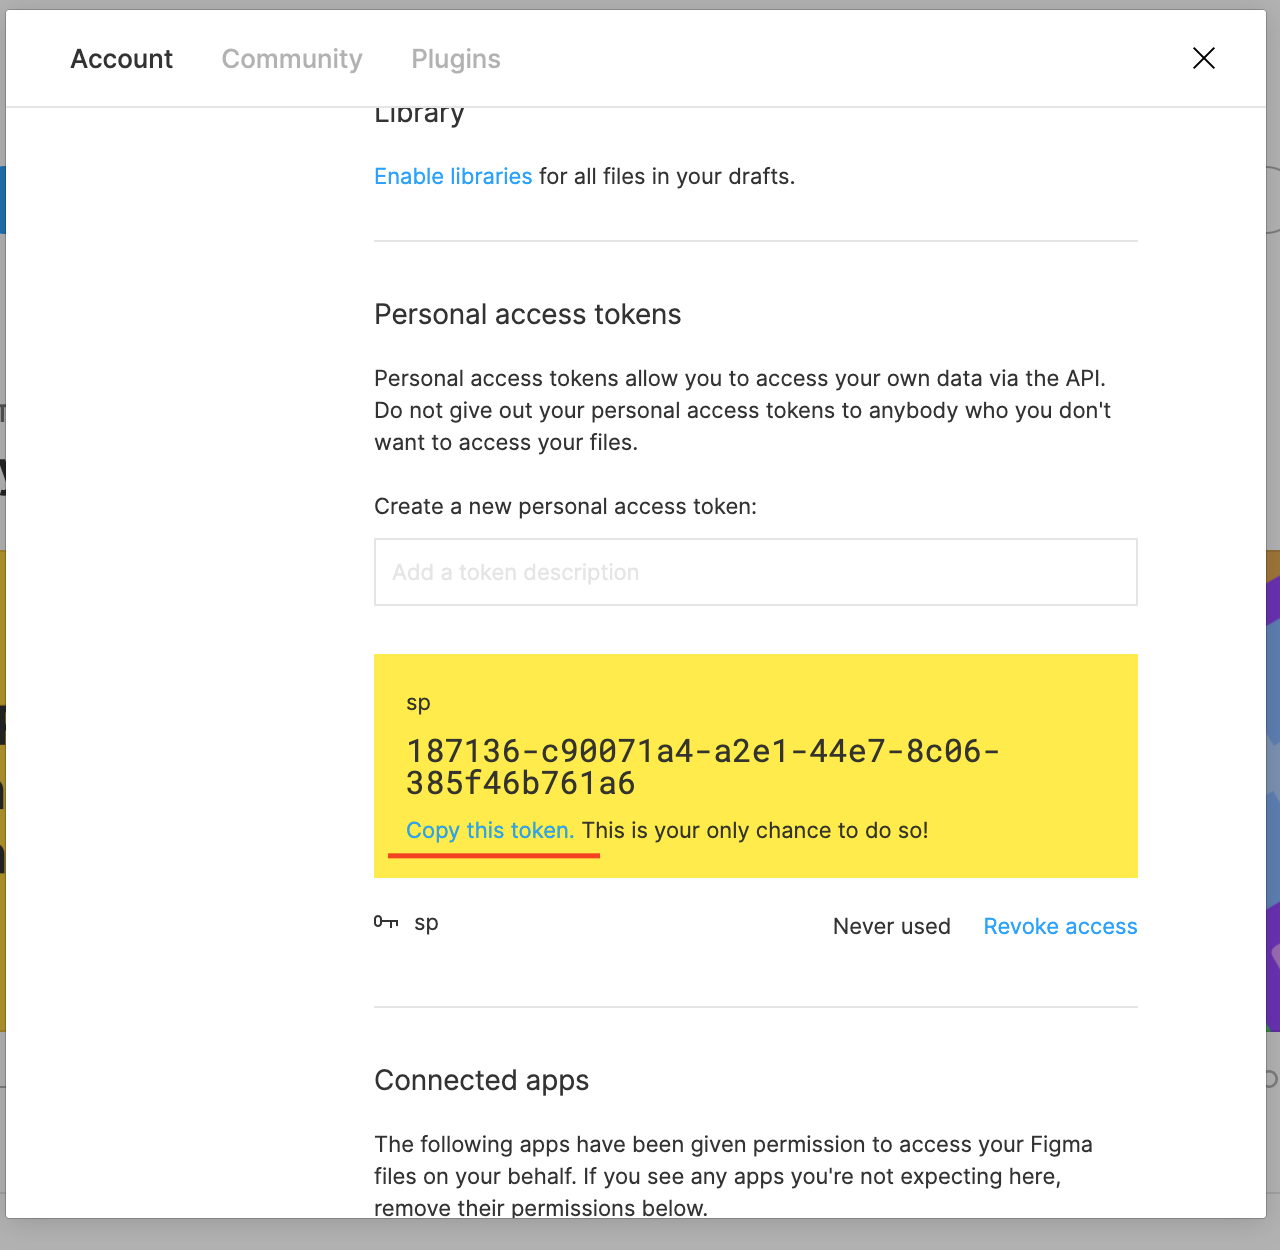 Account Community Plugins
Library
Enable libraries for all files in your drafts.
Personal access tokens
Personal access tokens allow you to access your own data via the API.
Do not give out your personal access tokens to anybody who you don't
want to access your files.
Create a new personal access token:
Add a token description
sp
187136-c90071a4-a2e1-44e7-8c06-
385f46b761a6
Copy this token. This is your only chance to do so!
sp Never used Revoke access
Connected apps
The following apps have been given permission to access your Figma
files on your behalf. If you see any apps you're not expecting here,
remove their permissions below.